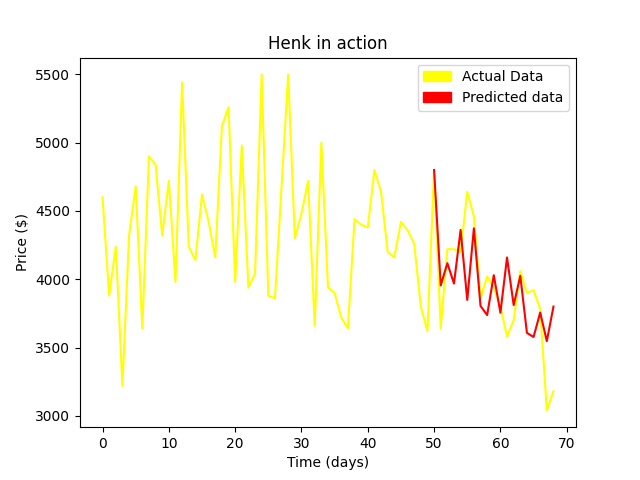 Henk in action
Actual Data
Predicted data
Price ($)
5500
5000
4500
4000
3500
3000
0 10 20 30 40 50 60 70
Time (days)